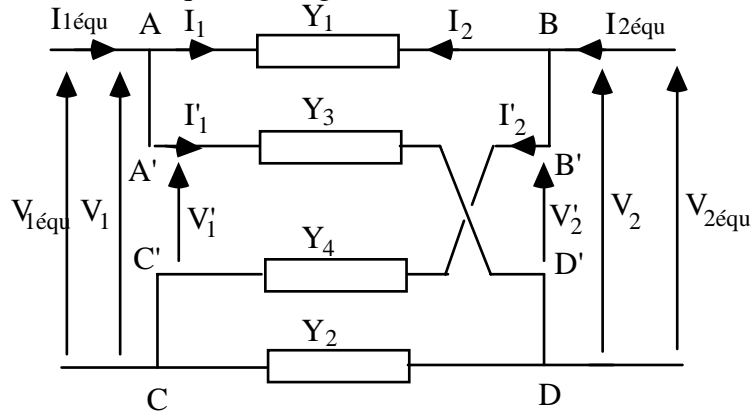 I1équ A I1 Y1 I2 B I2équ
I'1 Y3 I'2
A' B'
V1équ V1 V'1 V'2 V2 V2équ
C' Y4 D'
Y2
C D